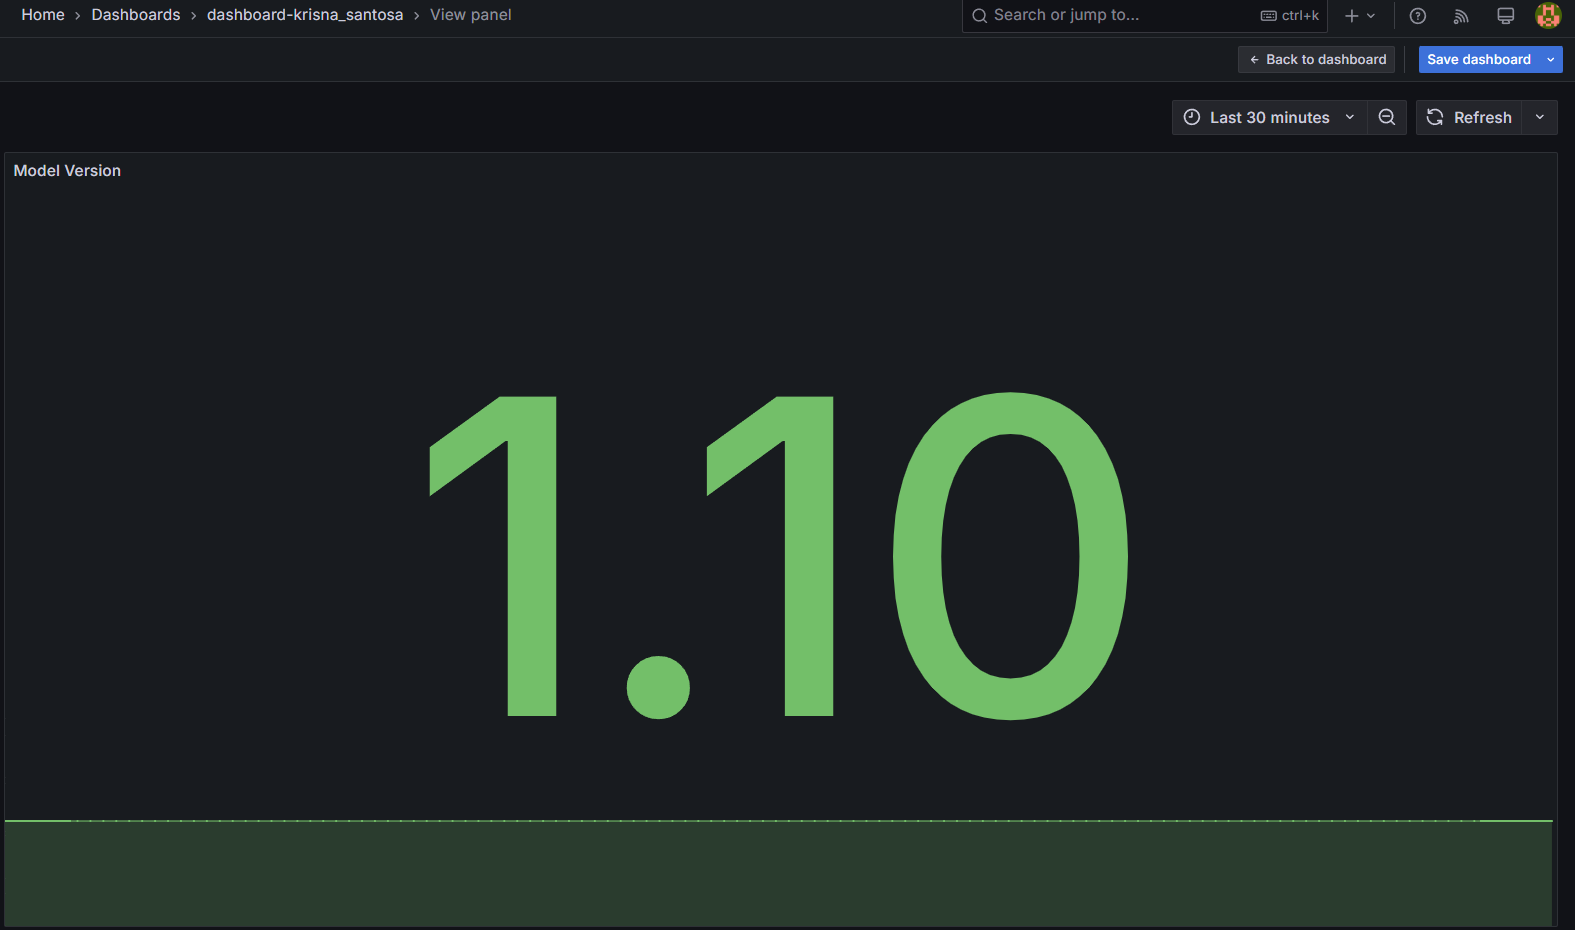 Home > Dashboards > dashboard-krisna_santosa > View panel
Search or jump to... ctrl+k
Back to dashboard
Save dashboard
Last 30 minutes
Refresh
Model Version
1.10